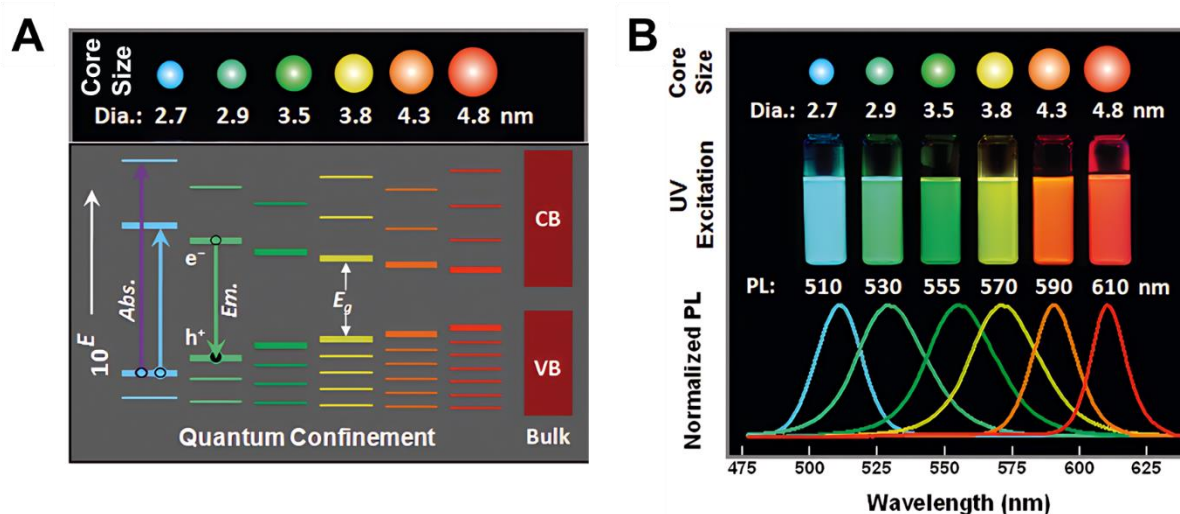 A
Core
Size
Dia.: 2.7 2.9 3.5 3.8 4.3 4.8 nm
10 E
Abs.
e⁻
h⁺
Em.
Eg
CB
VB
Quantum Confinement
Bulk
B
Core
Size
Dia.: 2.7 2.9 3.5 3.8 4.3 4.8 nm
UV
Excitation
PL: 510 530 555 570 590 610 nm
Normalized PL
475 500 525 550 575 600 625
Wavelength (nm)